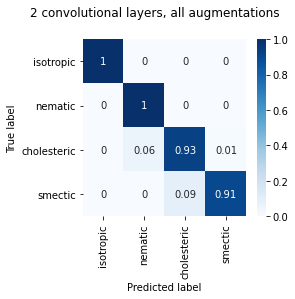 2 convolutional layers, all augmentations
True label
isotropic 1 0 0 0
nematic 0 1 0 0
cholesteric 0 0.06 0.93 0.01
smectic 0 0 0.09 0.91
isotropic nematic cholesteric smectic
Predicted label
1.0
0.8
0.6
0.4
0.2
0.0